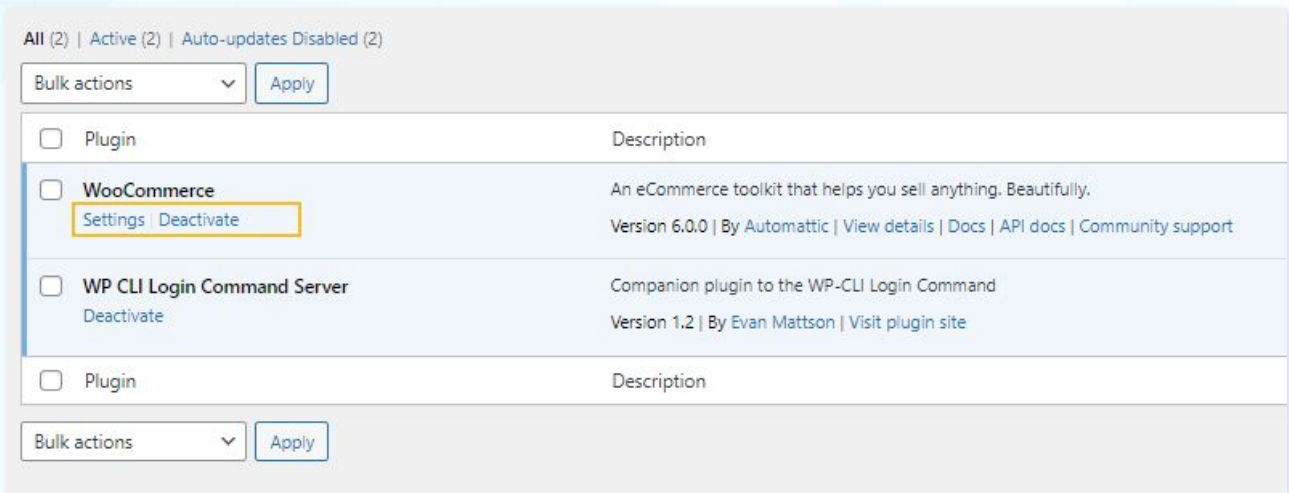 All (2) | Active (2) | Auto-updates Disabled (2)
Bulk actions Apply
Plugin Description
WooCommerce An eCommerce toolkit that helps you sell anything. Beautifully.
Settings | Deactivate Version 6.0.0 | By Automattic | View details | Docs | API docs | Community support
WP CLI Login Command Server Companion plugin to the WP-CLI Login Command
Deactivate Version 1.2 | By Evan Mattson | Visit plugin site
Plugin Description
Bulk actions Apply